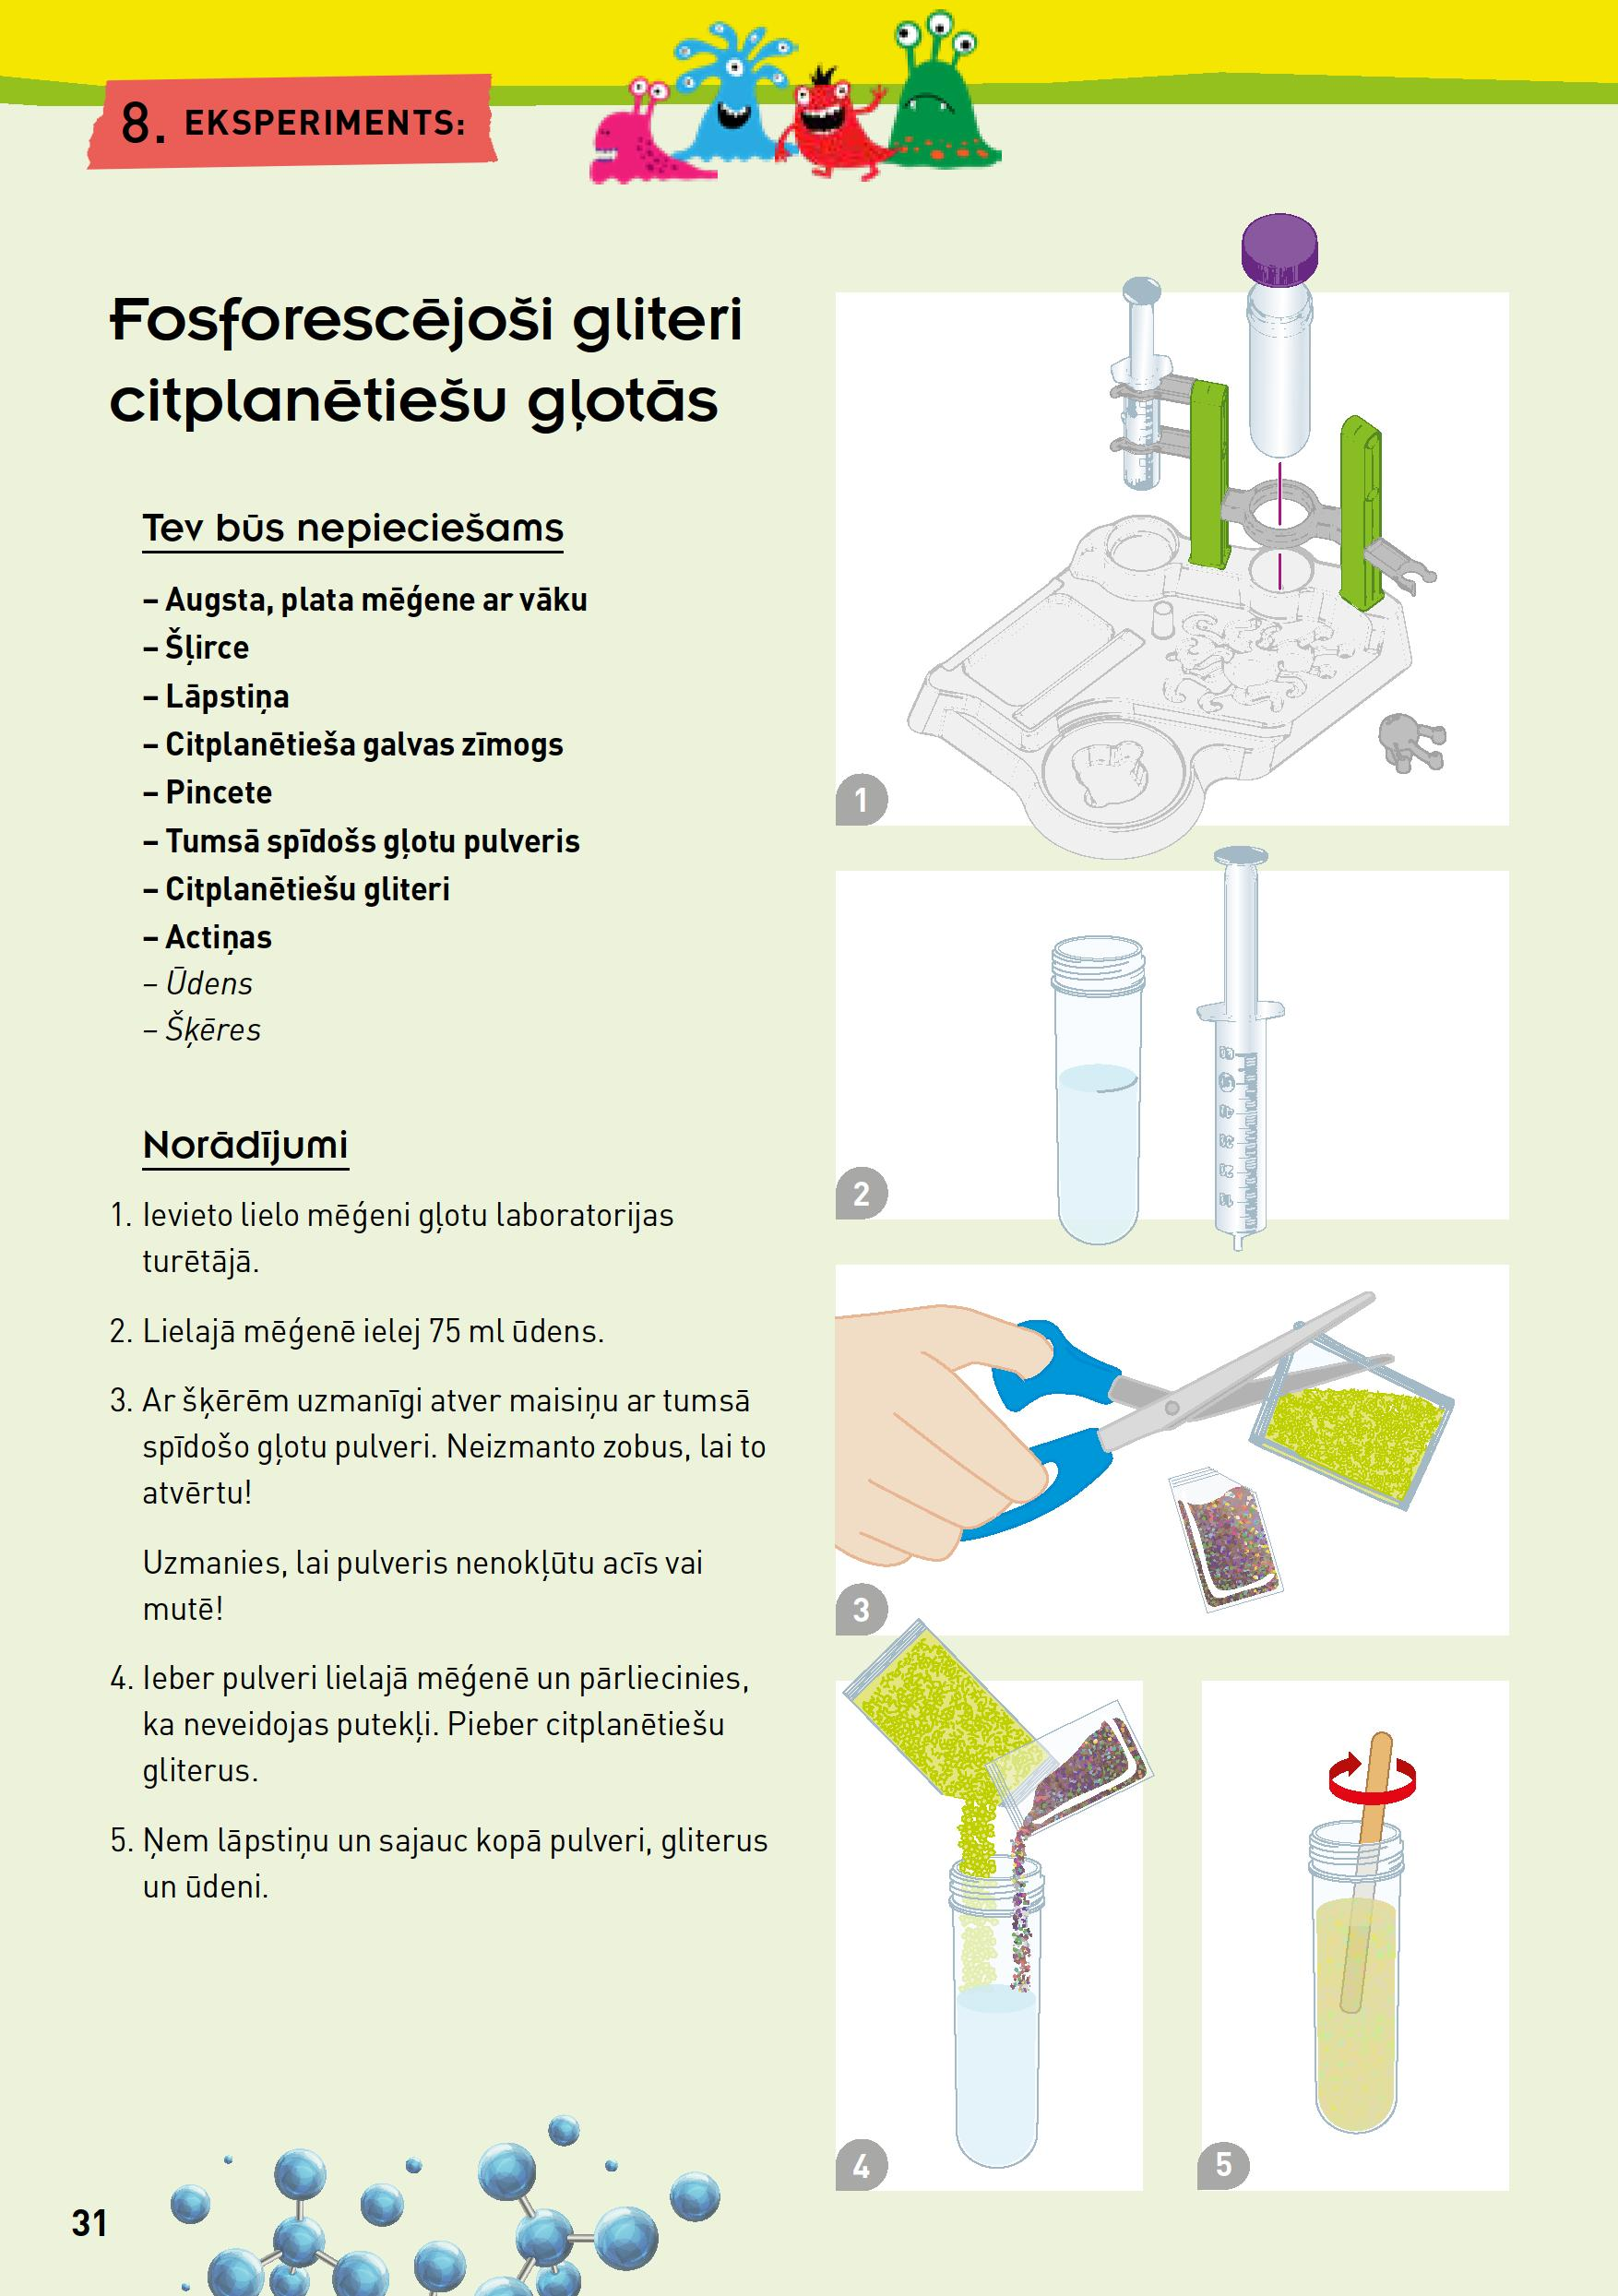 8. EKSPERIMENTS:
Fosforescējoši gliteri
citplanētiešu gļotās
Tev būs nepieciešams
– Augsta, plata mēģene ar vāku
– Šļirce
– Lāpstiņa
– Citplanētieša galvas zīmogs
– Pincete
– Tumsā spīdošs gļotu pulveris
– Citplanētiešu gliteri
– Actiņas
– Ūdens
– Šķēres
Norādījumi
1. Ievieto lielo mēģeni gļotu laboratorijas
turētājā.
2. Lielajā mēģenē ielej 75 ml ūdens.
3. Ar šķērēm uzmanīgi atver maisiņu ar tumsā
spīdošo gļotu pulveri. Neizmanto zobus, lai to
atvērtu!
Uzmanies, lai pulveris nenokļūtu acīs vai
mutē!
4. Ieber pulveri lielajā mēģenē un pārliecinies,
ka neveidojas putekļi. Pieber citplanētiešu
gliterus.
5. Ņem lāpstiņu un sajauc kopā pulveri, gliterus
un ūdeni.
1
2
3
4
5
31